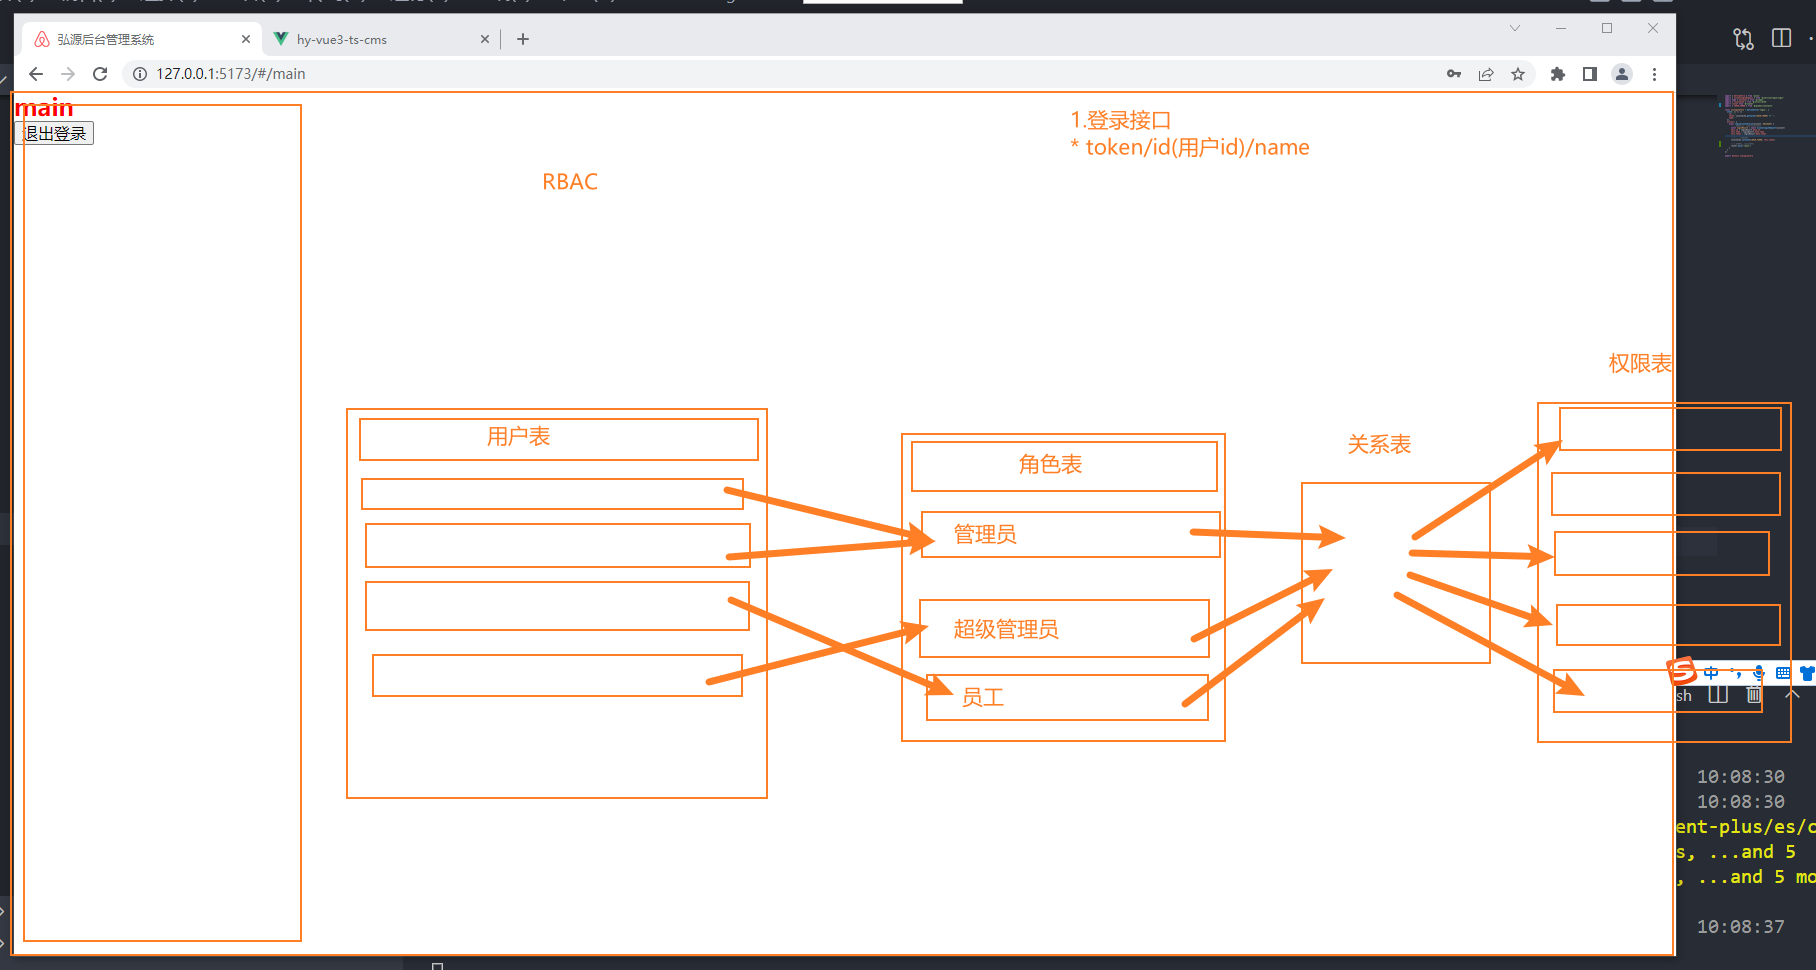 弘源后台管理系统
hy-vue3-ts-cms
127.0.0.1:5173/#/main
main
退出登录
1.登录接口
* token/id(用户id)/name
RBAC
权限表
用户表
角色表
关系表
管理员
超级管理员
员工
中
sh
10:08:30
10:08:30
ent-plus/es/c
s, ...and 5
, ...and 5 mo
10:08:37